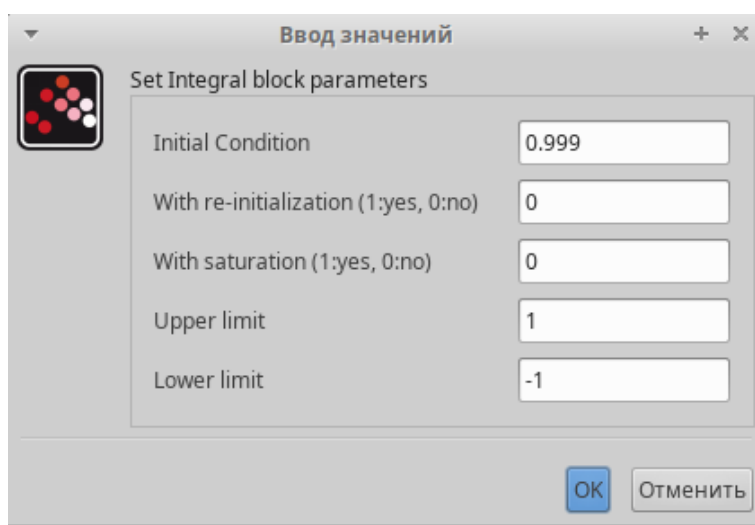 Ввод значений
Set Integral block parameters
Initial Condition 0.999
With re-initialization (1:yes, 0:no) 0
With saturation (1:yes, 0:no) 0
Upper limit 1
Lower limit -1
OK Отменить